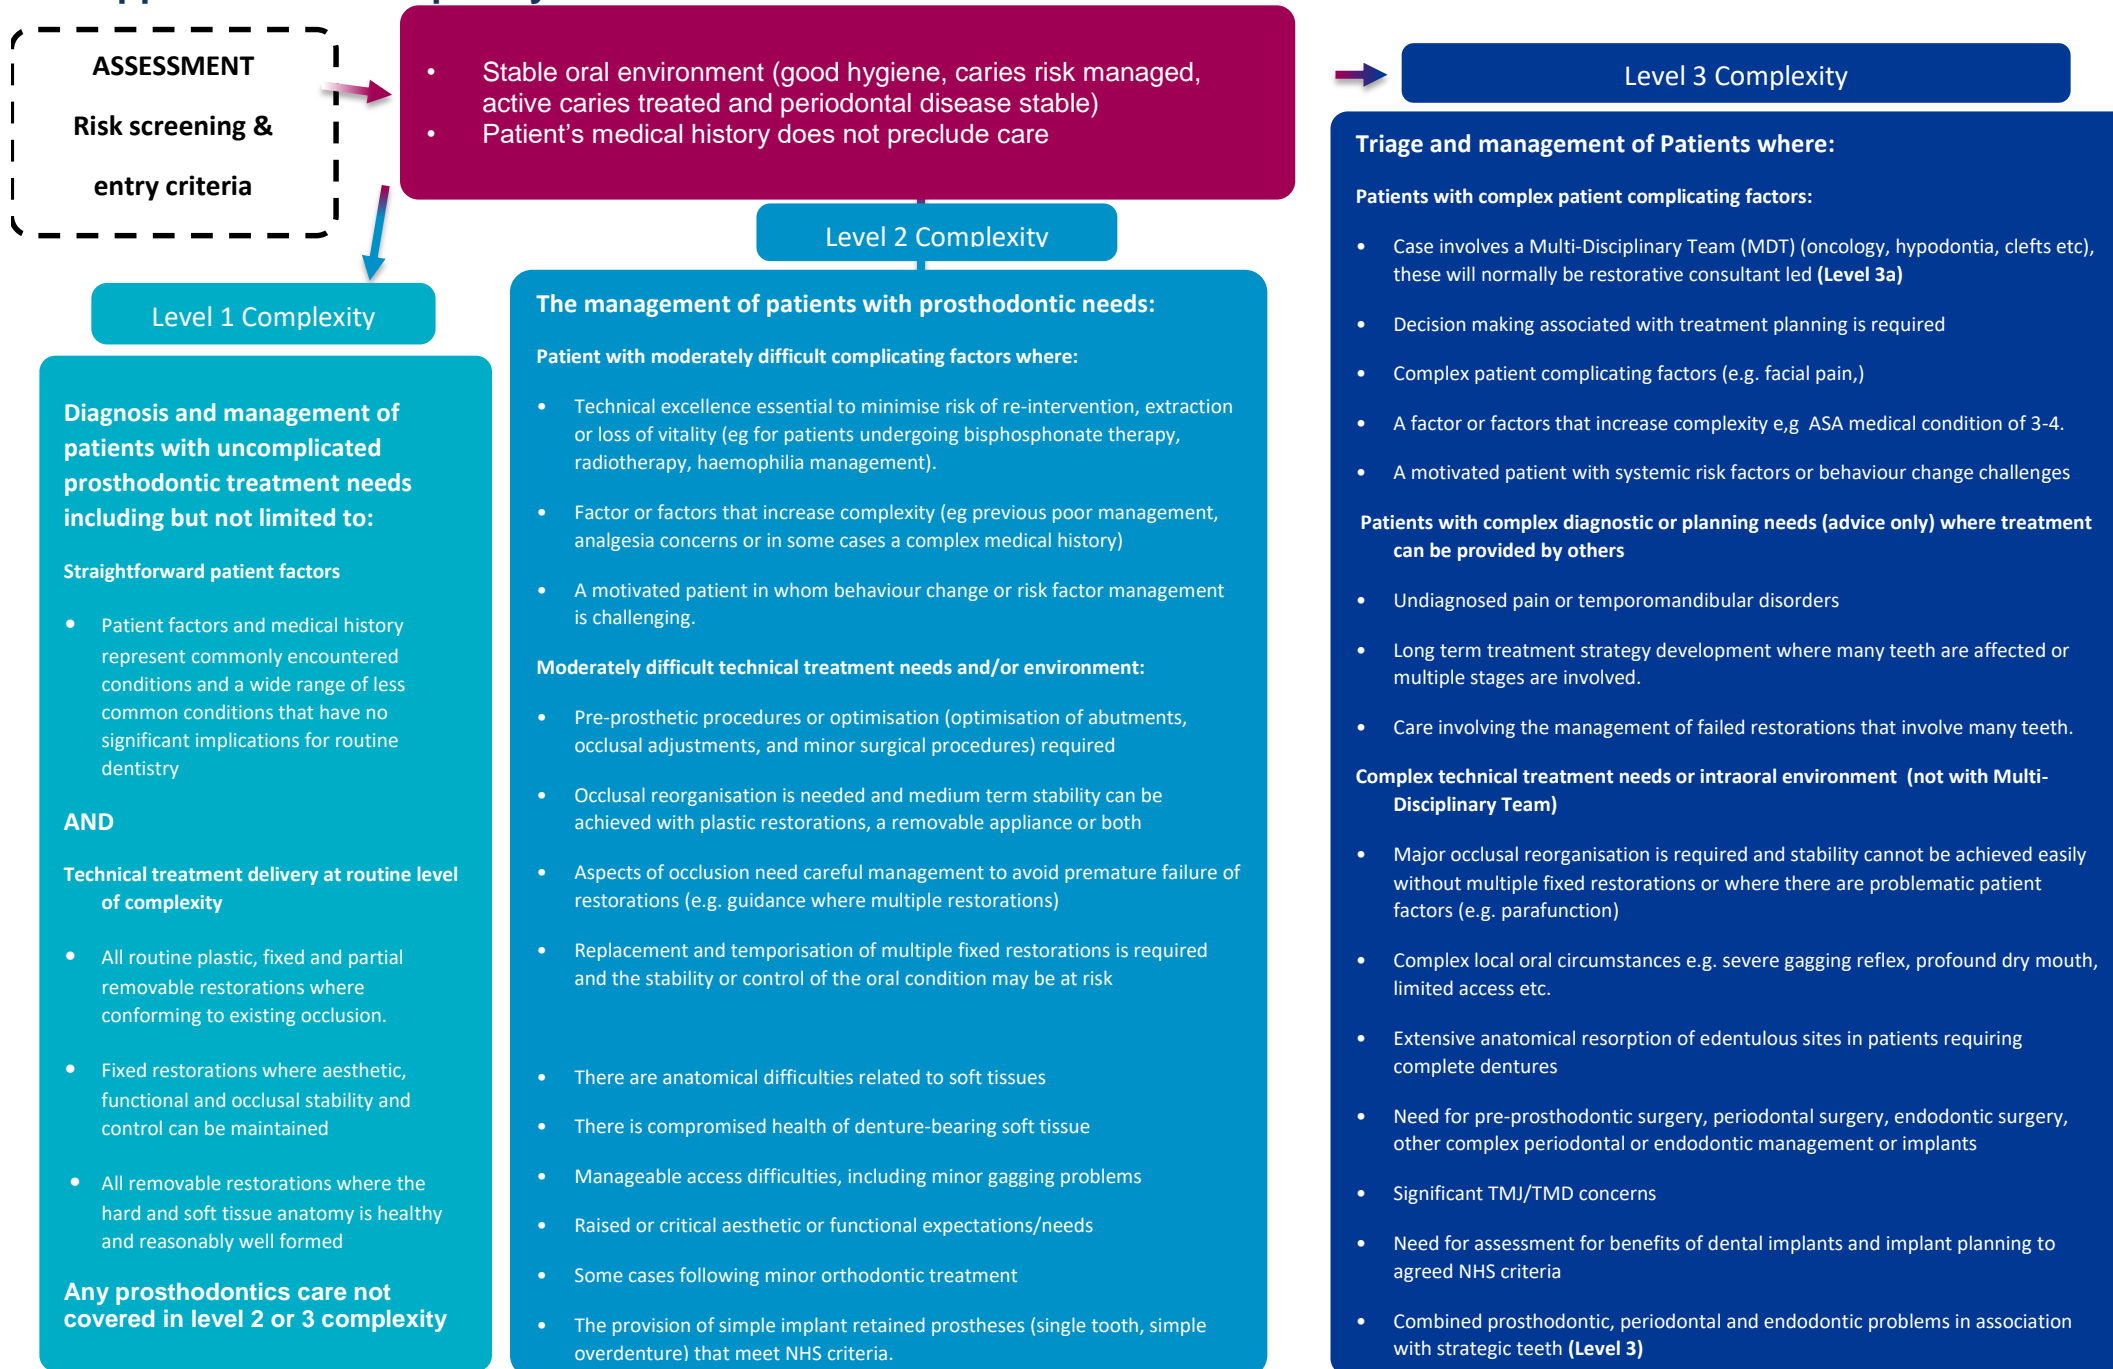 ASSESSMENT
Risk screening &
entry criteria
• Stable oral environment (good hygiene, caries risk managed,
active caries treated and periodontal disease stable)
• Patient's medical history does not preclude care
Level 1 Complexity
Diagnosis and management of
patients with uncomplicated
prosthodontic treatment needs
including but not limited to:
Straightforward patient factors
• Patient factors and medical history
represent commonly encountered
conditions and a wide range of less
common conditions that have no
significant implications for routine
dentistry
AND
Technical treatment delivery at routine level
of complexity
• All routine plastic, fixed and partial
removable restorations where
conforming to existing occlusion.
• Fixed restorations where aesthetic,
functional and occlusal stability and
control can be maintained
• All removable restorations where the
hard and soft tissue anatomy is healthy
and reasonably well formed
Any prosthodontics care not
covered in level 2 or 3 complexity
Level 2 Complexity
The management of patients with prosthodontic needs:
Patient with moderately difficult complicating factors where:
• Technical excellence essential to minimise risk of re-intervention, extraction
or loss of vitality (eg for patients undergoing bisphosphonate therapy,
radiotherapy, haemophilia management).
• Factor or factors that increase complexity (eg previous poor management,
analgesia concerns or in some cases a complex medical history)
• A motivated patient in whom behaviour change or risk factor management
is challenging.
Moderately difficult technical treatment needs and/or environment:
• Pre-prosthetic procedures or optimisation (optimisation of abutments,
occlusal adjustments, and minor surgical procedures) required
• Occlusal reorganisation is needed and medium term stability can be
achieved with plastic restorations, a removable appliance or both
• Aspects of occlusion need careful management to avoid premature failure of
restorations (e.g. guidance where multiple restorations)
• Replacement and temporisation of multiple fixed restorations is required
and the stability or control of the oral condition may be at risk
• There are anatomical difficulties related to soft tissues
• There is compromised health of denture-bearing soft tissue
• Manageable access difficulties, including minor gagging problems
• Raised or critical aesthetic or functional expectations/needs
• Some cases following minor orthodontic treatment
• The provision of simple implant retained prostheses (single tooth, simple
overdenture) that meet NHS criteria.
Level 3 Complexity
Triage and management of Patients where:
Patients with complex patient complicating factors:
• Case involves a Multi-Disciplinary Team (MDT) (oncology, hypodontia, clefts etc),
these will normally be restorative consultant led (Level 3a)
• Decision making associated with treatment planning is required
• Complex patient complicating factors (e.g. facial pain,)
• A factor or factors that increase complexity e,g ASA medical condition of 3-4.
• A motivated patient with systemic risk factors or behaviour change challenges
Patients with complex diagnostic or planning needs (advice only) where treatment
can be provided by others
• Undiagnosed pain or temporomandibular disorders
• Long term treatment strategy development where many teeth are affected or
multiple stages are involved.
• Care involving the management of failed restorations that involve many teeth.
Complex technical treatment needs or intraoral environment (not with Multi-
Disciplinary Team)
• Major occlusal reorganisation is required and stability cannot be achieved easily
without multiple fixed restorations or where there are problematic patient
factors (e.g. parafunction)
• Complex local oral circumstances e.g. severe gagging reflex, profound dry mouth,
limited access etc.
• Extensive anatomical resorption of edentulous sites in patients requiring
complete dentures
• Need for pre-prosthodontic surgery, periodontal surgery, endodontic surgery,
other complex periodontal or endodontic management or implants
• Significant TMJ/TMD concerns
• Need for assessment for benefits of dental implants and implant planning to
agreed NHS criteria
• Combined prosthodontic, periodontal and endodontic problems in association
with strategic teeth (Level 3)